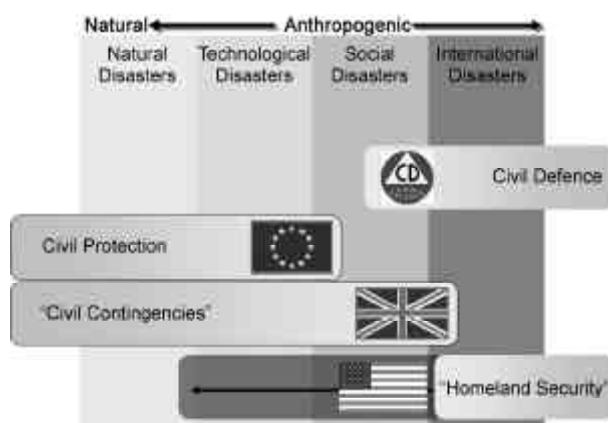 Natural Anthropogenic
Natural Disasters
Technological Disasters
Social Disasters
International Disasters
CD
Civil Defence
Civil Protection
"Civil Contingencies"
"Homeland Security"